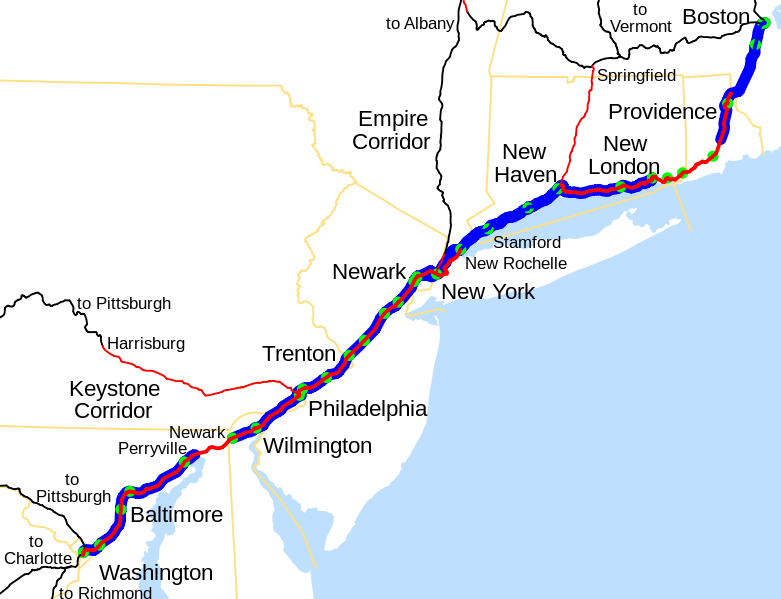 to Albany
to
Vermont
Boston
Springfield
Providence
Empire
Corridor
New
Haven
New
London
Stamford
New Rochelle
Newark
New York
to Pittsburgh
Harrisburg
Trenton
Keystone
Corridor
Philadelphia
Newark
Wilmington
Perryville
to
Pittsburgh
Baltimore
to
Charlotte
Washington
to Richmond